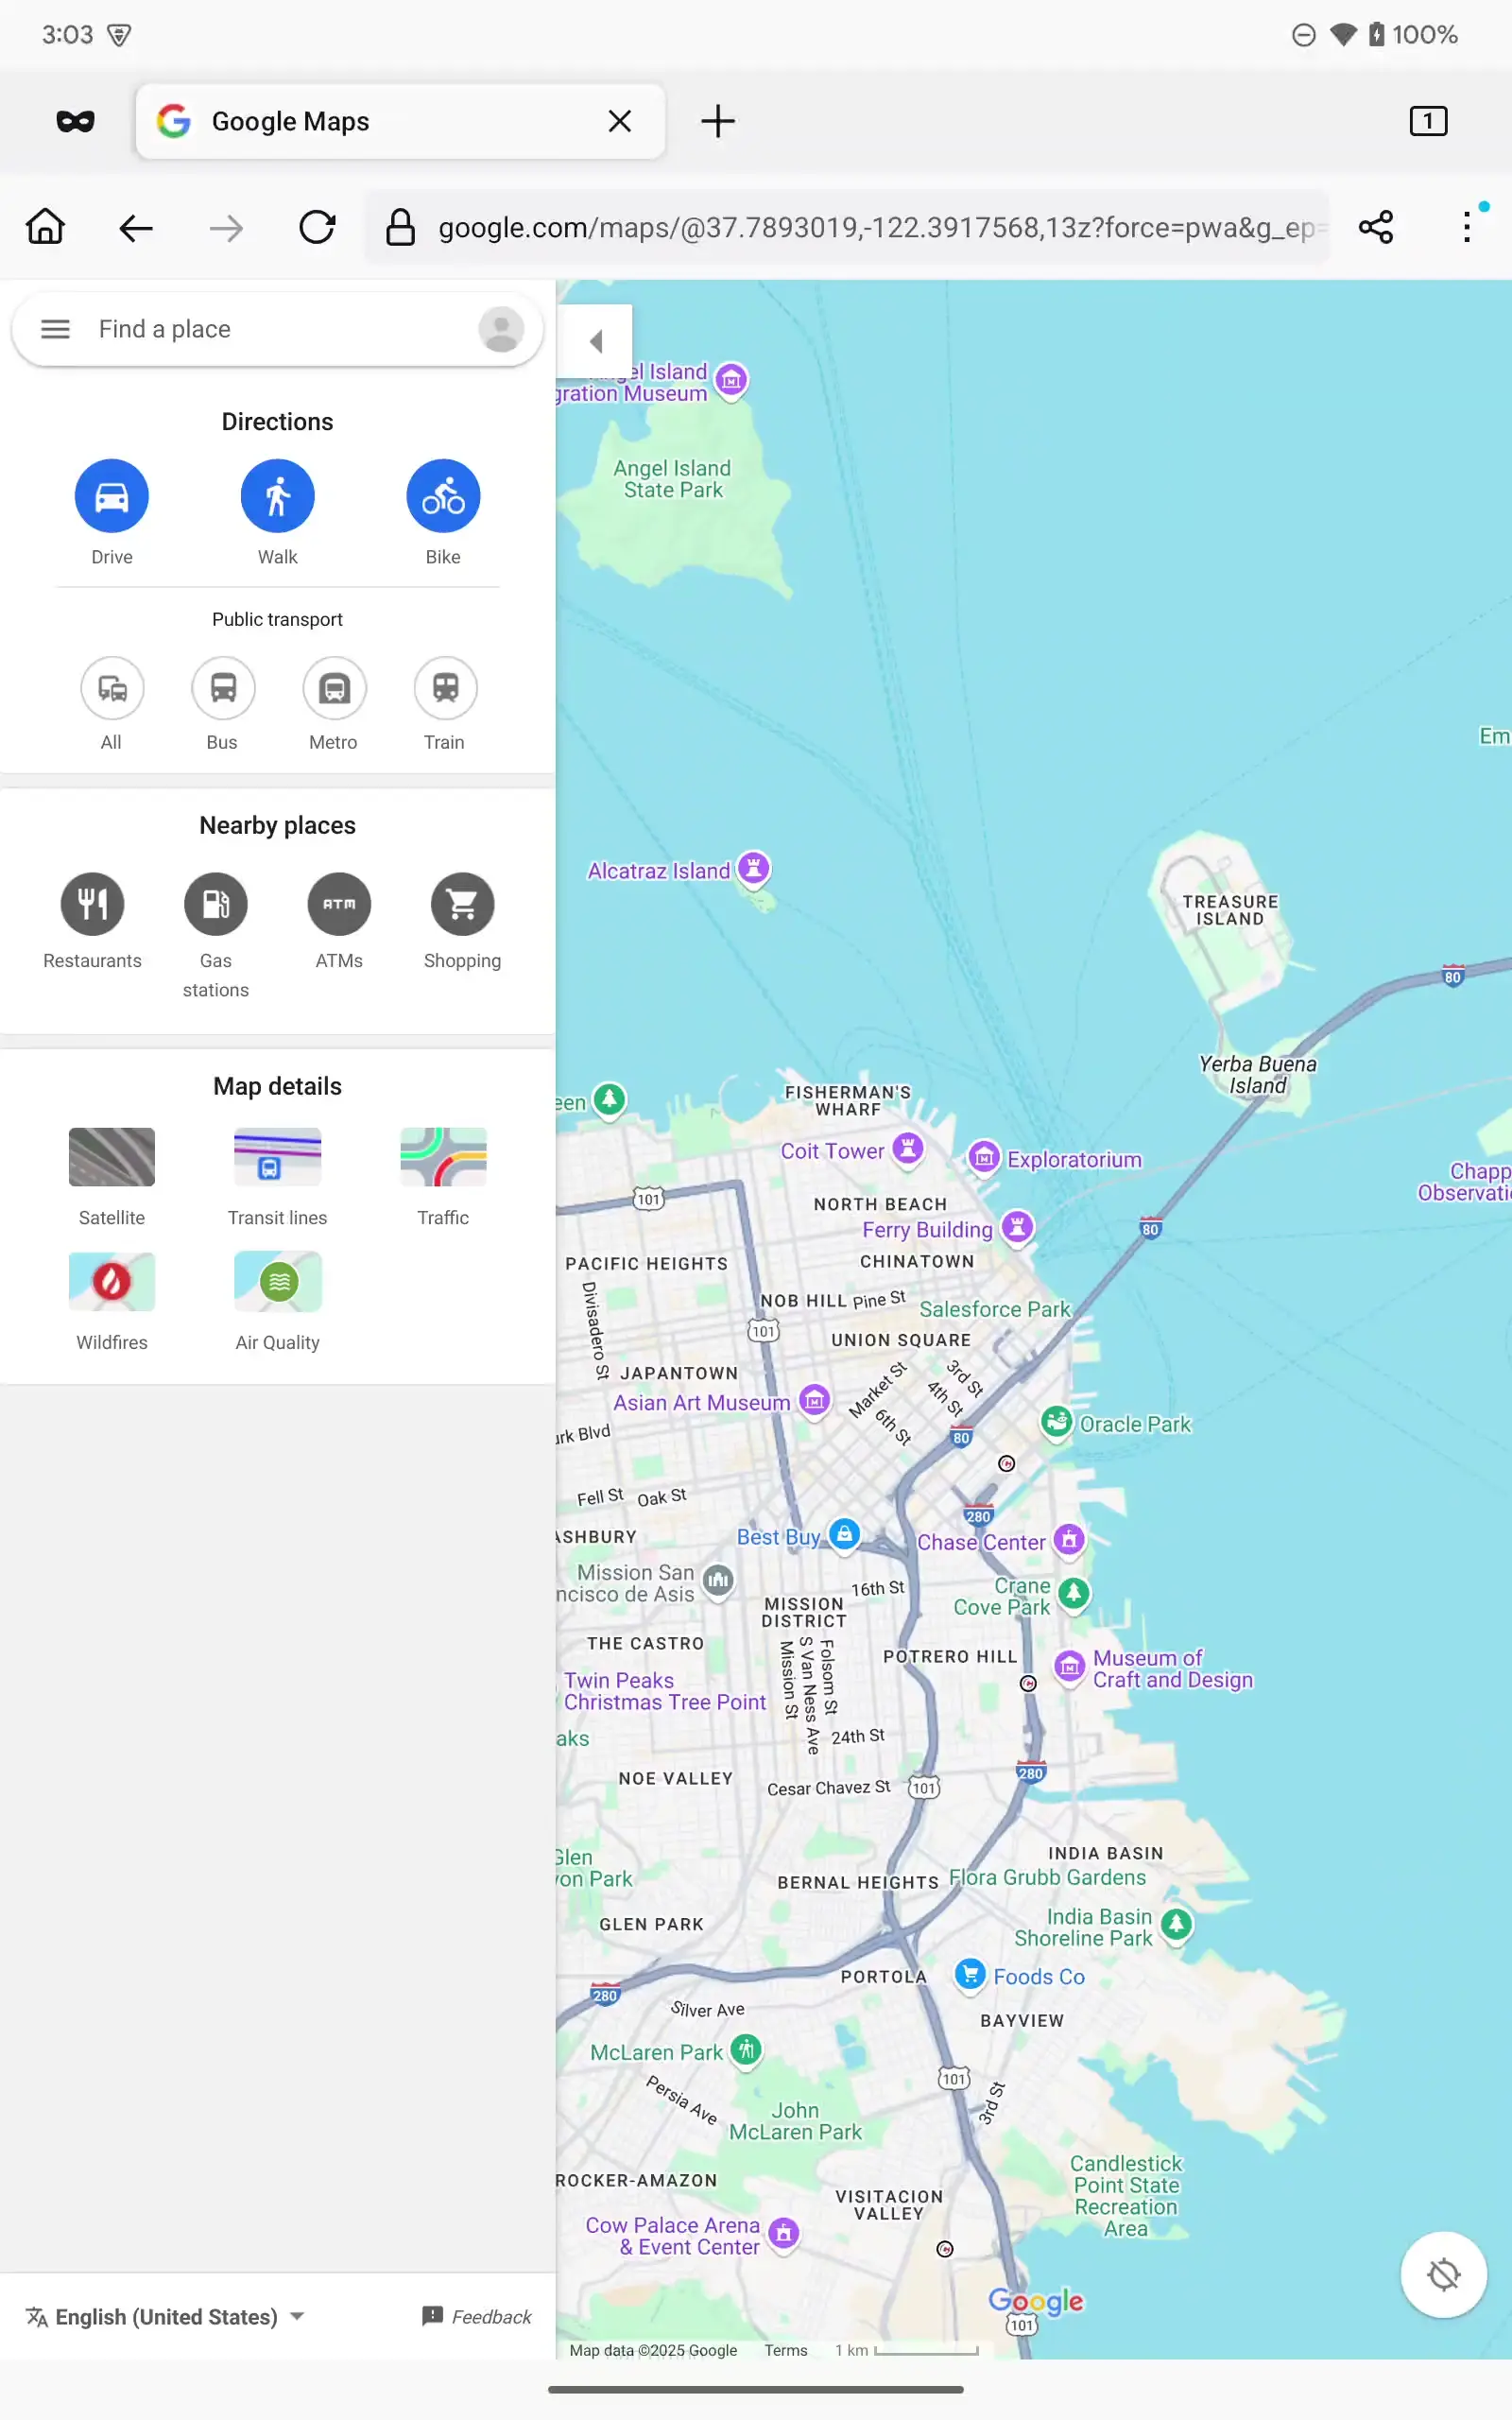 3:03
100%
Google Maps
1
google.com/maps/@37.7893019,-122.3917568,13z?force=pwa&g_ep=
Find a place
Directions
Drive
Walk
Bike
Public transport
All
Bus
Metro
Train
Nearby places
Restaurants
Gas
stations
ATM
ATMs
Shopping
Map details
Satellite
Transit lines
Traffic
Wildfires
Air Quality
English (United States)
Feedback
gel Island
gration Museum
Angel Island
State Park
Em
Alcatraz Island
TREASURE
ISLAND
80
Yerba Buena
Island
een
FISHERMAN'S
WHARF
Coit Tower
Exploratorium
Chapp
Observati
101
NORTH BEACH
Ferry Building
80
PACIFIC HEIGHTS
CHINATOWN
Divisadero St
NOB HILL
Pine St
Salesforce Park
101
UNION SQUARE
JAPANTOWN
Market St
3rd St
4th St
6th St
Asian Art Museum
Oracle Park
urk Blvd
80
Fell St
Oak St
280
ASHBURY
Best Buy
Chase Center
Mission San
ncisco de Asis
16th St
Crane
Cove Park
MISSION
DISTRICT
THE CASTRO
Mission St
S Van Ness Ave
Folsom St
POTRERO HILL
Museum of
Craft and Design
Twin Peaks
Christmas Tree Point
aks
24th St
NOE VALLEY
Cesar Chavez St
101
280
Glen
yon Park
INDIA BASIN
BERNAL HEIGHTS
Flora Grubb Gardens
GLEN PARK
India Basin
Shoreline Park
PORTOLA
Foods Co
280
Silver Ave
BAYVIEW
McLaren Park
101
Persia Ave
3rd St
John
McLaren Park
Candlestick
Point State
Recreation
Area
ROCKER-AMAZON
VISITACION
VALLEY
Cow Palace Arena
& Event Center
Google
101
Map data ©2025 Google
Terms
1 km